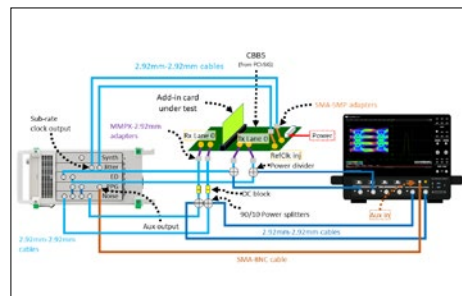 CBB5
(from PCI-SIG)
2.92mm-2.92mm cables
Add-in card
under test
SMA-SMP adapters
MMPX-2.92mm
adapters
Sub-rate
clock output
Rx Lane 0
Rx Lane 0
Power
Synth
Jitter
ED
PPG
Noise
RefClk Inj
Power divider
DC block
90/10 Power splitters
Aux output
Aux in
2.92mm-2.92mm
cables
2.92mm-2.92mm cables
SMA-BNC cable